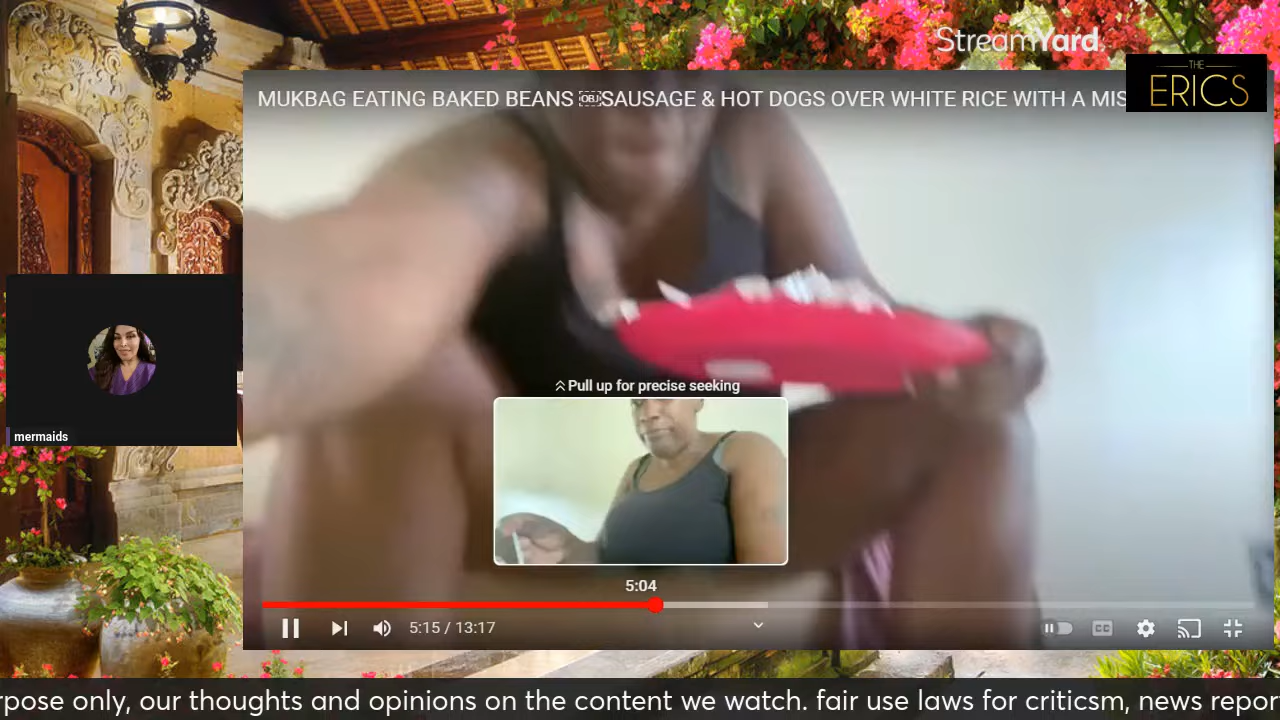 StreamYard
THE
ERICS
MUKBAG EATING BAKED BEANS OBJSAUSAGE & HOT DOGS OVER WHITE RICE WITH A MIS
Pull up for precise seeking
mermaids
5:04
5:15 / 13:17
CC
rpose only, our thoughts and opinions on the content we watch. fair use laws for criticsm, news repor